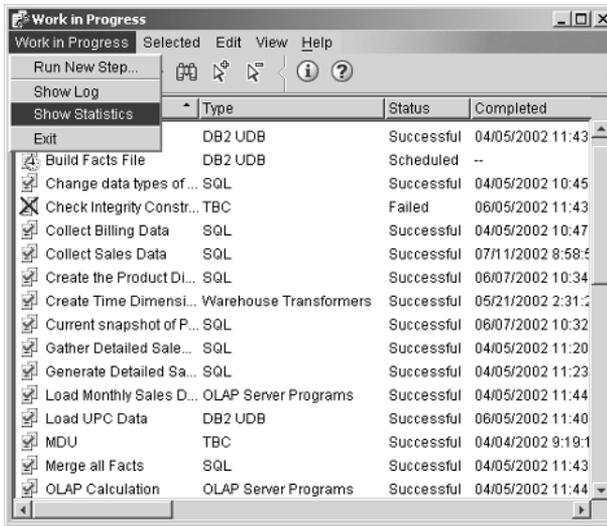 Work in Progress
Work in Progress Selected Edit View Help
Run New Step...
Show Log
Show Statistics
Exit
Type Status Completed
DB2 UDB Successful 04/05/2002 11:43
Build Facts File DB2 UDB Scheduled --
Change data types of ... SQL Successful 04/05/2002 10:45
Check Integrity Constr... TBC Failed 06/05/2002 11:43
Collect Billing Data SQL Successful 04/05/2002 10:47
Collect Sales Data SQL Successful 07/11/2002 8:58:5
Create the Product Di... SQL Successful 06/07/2002 10:34
Create Time Dimensi... Warehouse Transformers Successful 05/21/2002 2:31:2
Current snapshot of P... SQL Successful 06/07/2002 10:32
Gather Detailed Sale... SQL Successful 04/05/2002 11:20
Generate Detailed Sa... SQL Successful 04/05/2002 11:23
Load Monthly Sales D... OLAP Server Programs Successful 04/05/2002 11:44
Load UPC Data DB2 UDB Successful 06/05/2002 11:40
MDU TBC Successful 04/04/2002 9:19:1
Merge all Facts SQL Successful 04/05/2002 11:43
OLAP Calculation OLAP Server Programs Successful 04/05/2002 11:44